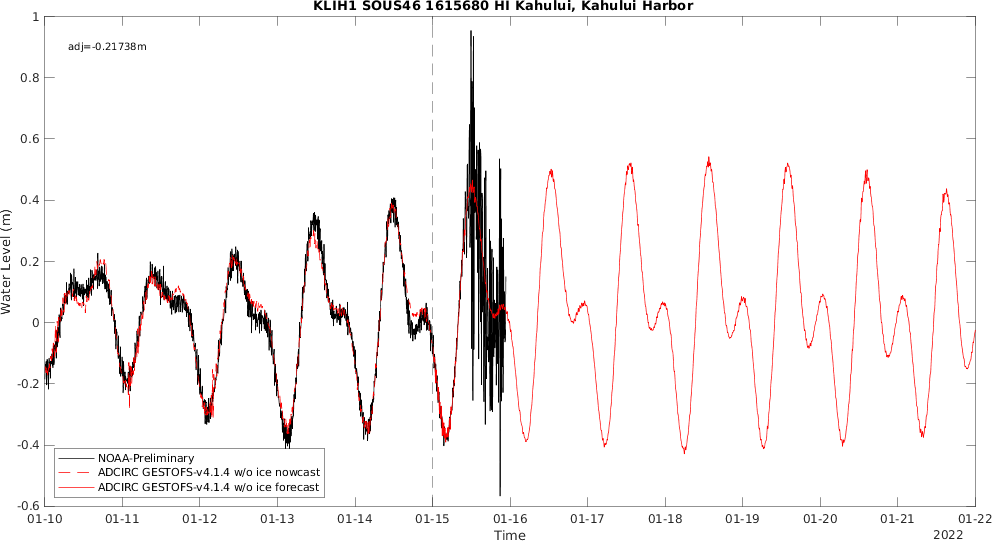 KLIH1 SOUS46 1615680 HI Kahului, Kahului Harbor
adj=-0.21738m
1
0.8
0.6
0.4
0.2
0
-0.2
-0.4
-0.6
Water Level (m)
NOAA-Preliminary
ADCIRC GESTOFS-v4.1.4 w/o ice nowcast
ADCIRC GESTOFS-v4.1.4 w/o ice forecast
01-10 01-11 01-12 01-13 01-14 01-15 01-16 01-17 01-18 01-19 01-20 01-21 01-22
Time
2022